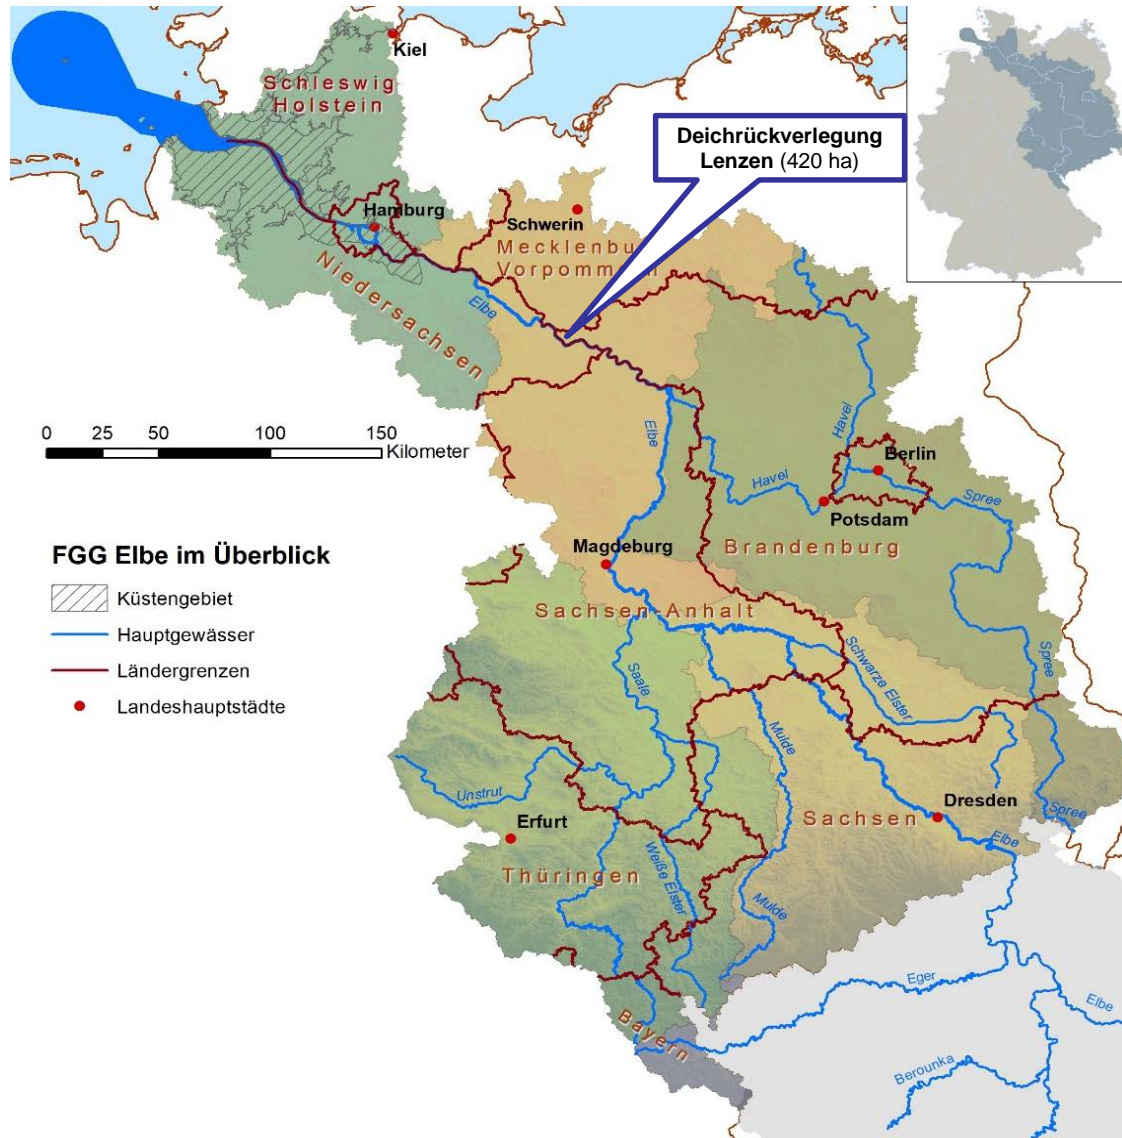 Kiel
Schleswig
Holstein
Deichrückverlegung
Lenzen (420 ha)
Hamburg
Schwerin
Mecklenbu
Vorpomm
Niedersachsen
Elbe
0 25 50 100 150
Kilometer
Elbe
Havel
Havel
Berlin
Spree
Potsdam
Brandenburg
FGG Elbe im Überblick
Küstengebiet
Hauptgewässer
Ländergrenzen
Landeshauptstädte
Magdeburg
Sachsen-Anhalt
Saale
Schwarze Elster
Spree
Mulde
Unstrut
Erfurt
Thüringen
Weiße Elster
Mulde
Sachsen
Dresden
Spree
Elbe
Eger
Elbe
Bayern
Berounka